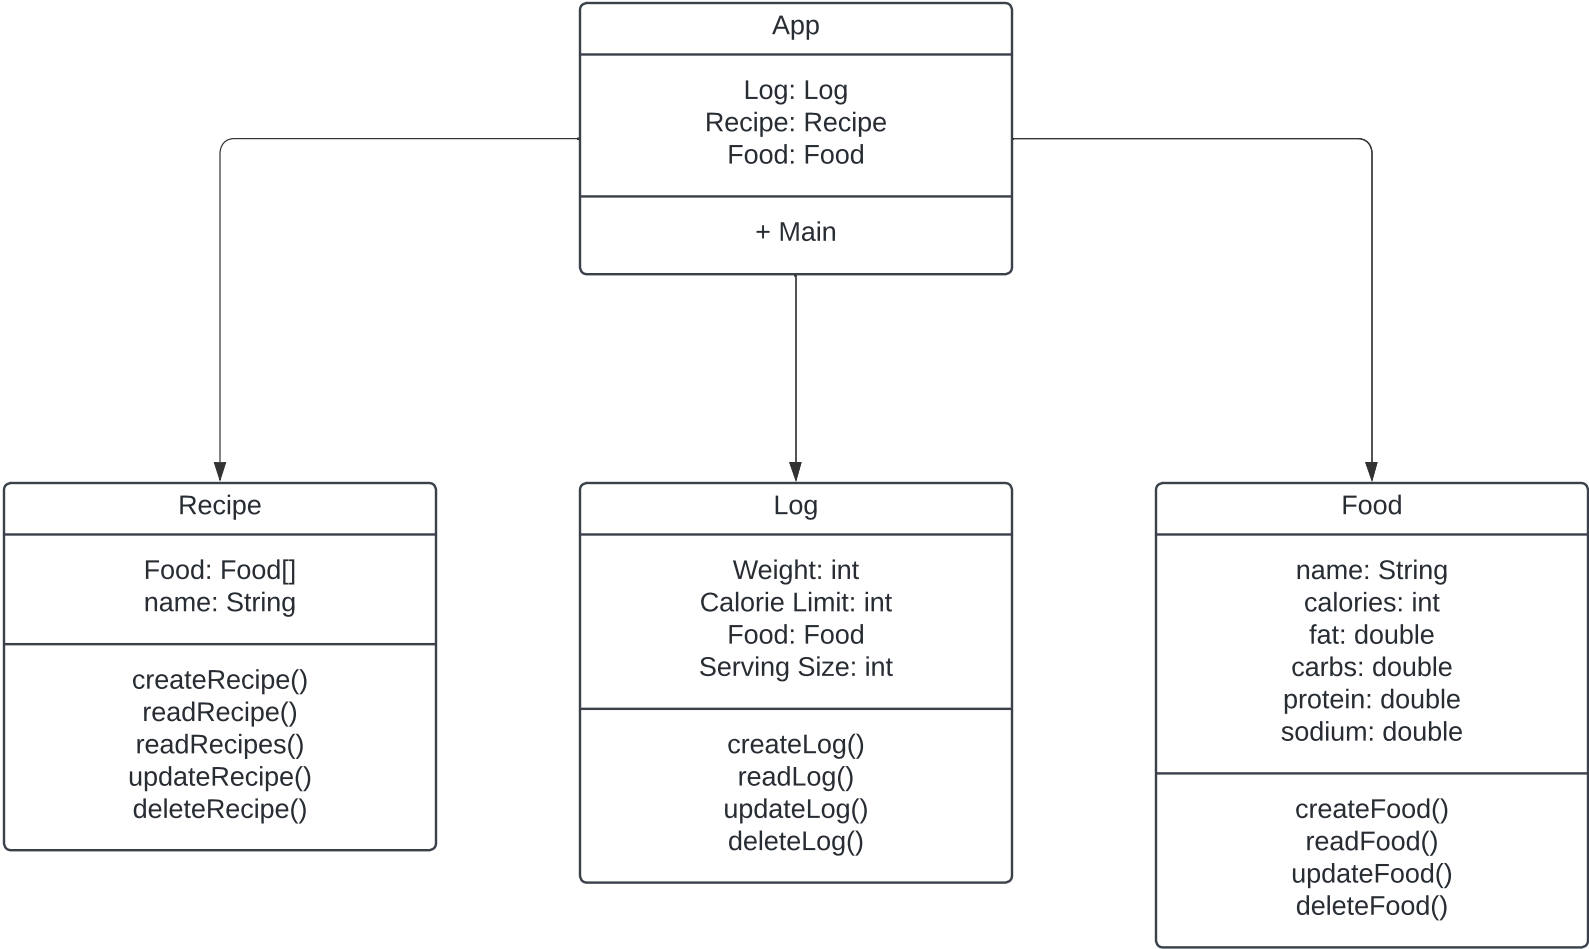 App
Log: Log
Recipe: Recipe
Food: Food
+ Main
Recipe
Food: Food[]
name: String
createRecipe()
readRecipe()
readRecipes()
updateRecipe()
deleteRecipe()
Log
Weight: int
Calorie Limit: int
Food: Food
Serving Size: int
createLog()
readLog()
updateLog()
deleteLog()
Food
name: String
calories: int
fat: double
carbs: double
protein: double
sodium: double
createFood()
readFood()
updateFood()
deleteFood()